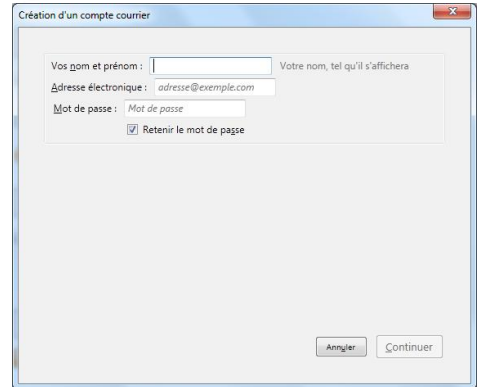 Création d'un compte courrier
Vos nom et prénom : Votre nom, tel qu'il s'affichera
Adresse électronique : adresse@exemple.com
Mot de passe : Mot de passe
Retenir le mot de passe
Annuler Continuer